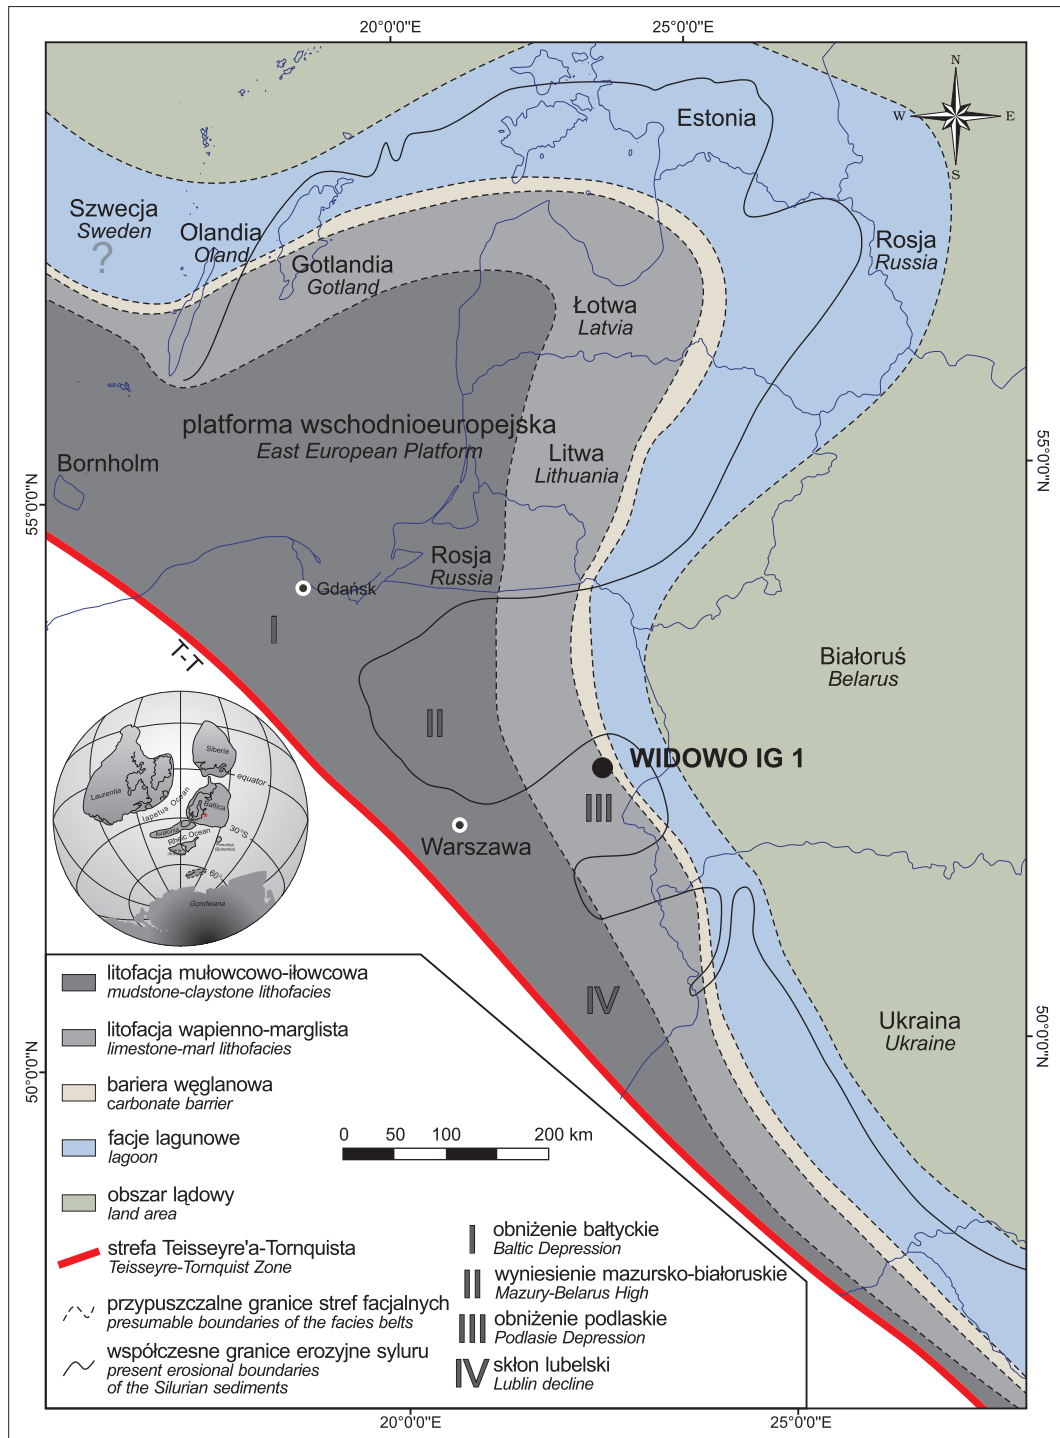 20°0'0"E
25°0'0"E
N
W
E
S
Estonia
Szwecja
Sweden
?
Olandia
Oland
Gotlandia
Gotland
Rosja
Russia
Łotwa
Latvia
platforma wschodnioeuropejska
East European Platform
Litwa
Lithuania
Bornholm
55°0'0"N
55°0'0"N
Rosja
Russia
Gdańsk
I
T-T
Białoruś
Belarus
II
WIDOWO IG 1
III
Warszawa
Siberia
equator
Laurentia
Iapetus Ocean
Baltica
Avalonia
30°S
Rheic Ocean
Perunica
(Bohemia)
60°
Gondwana
IV
Ukraina
Ukraine
50°0'0"N
50°0'0"N
litofacja mułowcowo-iłowcowa
mudstone-claystone lithofacies
litofacja wapienno-marglista
limestone-marl lithofacies
bariera węglanowa
carbonate barrier
facje lagunowe
lagoon
obszar lądowy
land area
strefa Teisseyre'a-Tornquista
Teisseyre-Tornquist Zone
przypuszczalne granice stref facjalnych
presumable boundaries of the facies belts
współczesne granice erozyjne syluru
present erosional boundaries
of the Silurian sediments
0 50 100 200 km
I obniżenie bałtyckie
Baltic Depression
II wyniesienie mazursko-białoruskie
Mazury-Belarus High
III obniżenie podlaskie
Podlasie Depression
IV skłon lubelski
Lublin decline
20°0'0"E
25°0'0"E